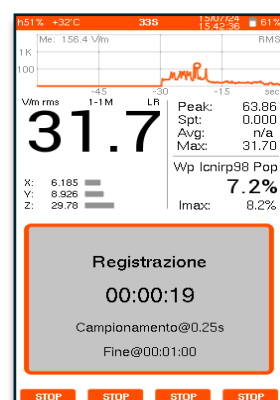 h51% +32°C 33S 15/07/24 15:42:36 61%
Me: 156.4 V/m RMS
1K
100
-45 -30 -15 sec
V/m rms 1-1M LR
31.7
Peak: 63.86
Spt: 0.000
Avg: n/a
Max: 31.70
Wp Icnirp98 Pop
7.2%
Imax: 8.2%
X: 6.185
Y: 8.926
Z: 29.78
Registrazione
00:00:19
Campionamento@0.25s
Fine@00:01:00
STOP STOP STOP STOP